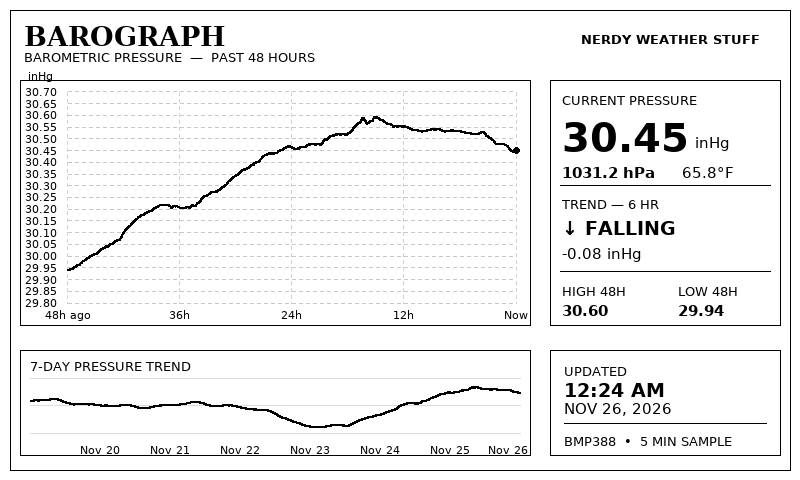 BAROGRAPH
BAROMETRIC PRESSURE — PAST 48 HOURS
NERDY WEATHER STUFF
inHg
30.70
30.65
30.60
30.55
30.50
30.45
30.40
30.35
30.30
30.25
30.20
30.15
30.10
30.05
30.00
29.95
29.90
29.85
29.80
48h ago 36h 24h 12h Now
CURRENT PRESSURE
30.45 inHg
1031.2 hPa 65.8°F
TREND — 6 HR
↓ FALLING
-0.08 inHg
HIGH 48H LOW 48H
30.60 29.94
7-DAY PRESSURE TREND
Nov 20 Nov 21 Nov 22 Nov 23 Nov 24 Nov 25 Nov 26
UPDATED
12:24 AM
NOV 26, 2026
BMP388 • 5 MIN SAMPLE